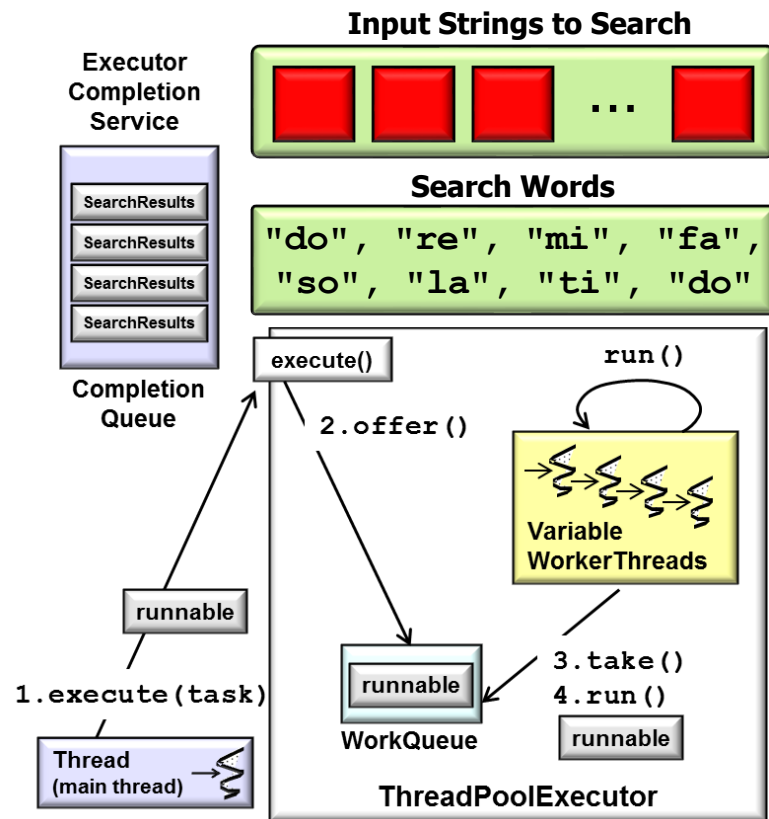 Input Strings to Search
Executor
Completion
Service
...
SearchResults
SearchResults
SearchResults
SearchResults
Completion
Queue
Search Words
"do", "re", "mi", "fa",
"so", "la", "ti", "do"
execute()
run()
2.offer()
Variable
WorkerThreads
runnable
1.execute(task)
Thread
(main thread)
runnable
WorkQueue
3.take()
4.run()
runnable
ThreadPoolExecutor